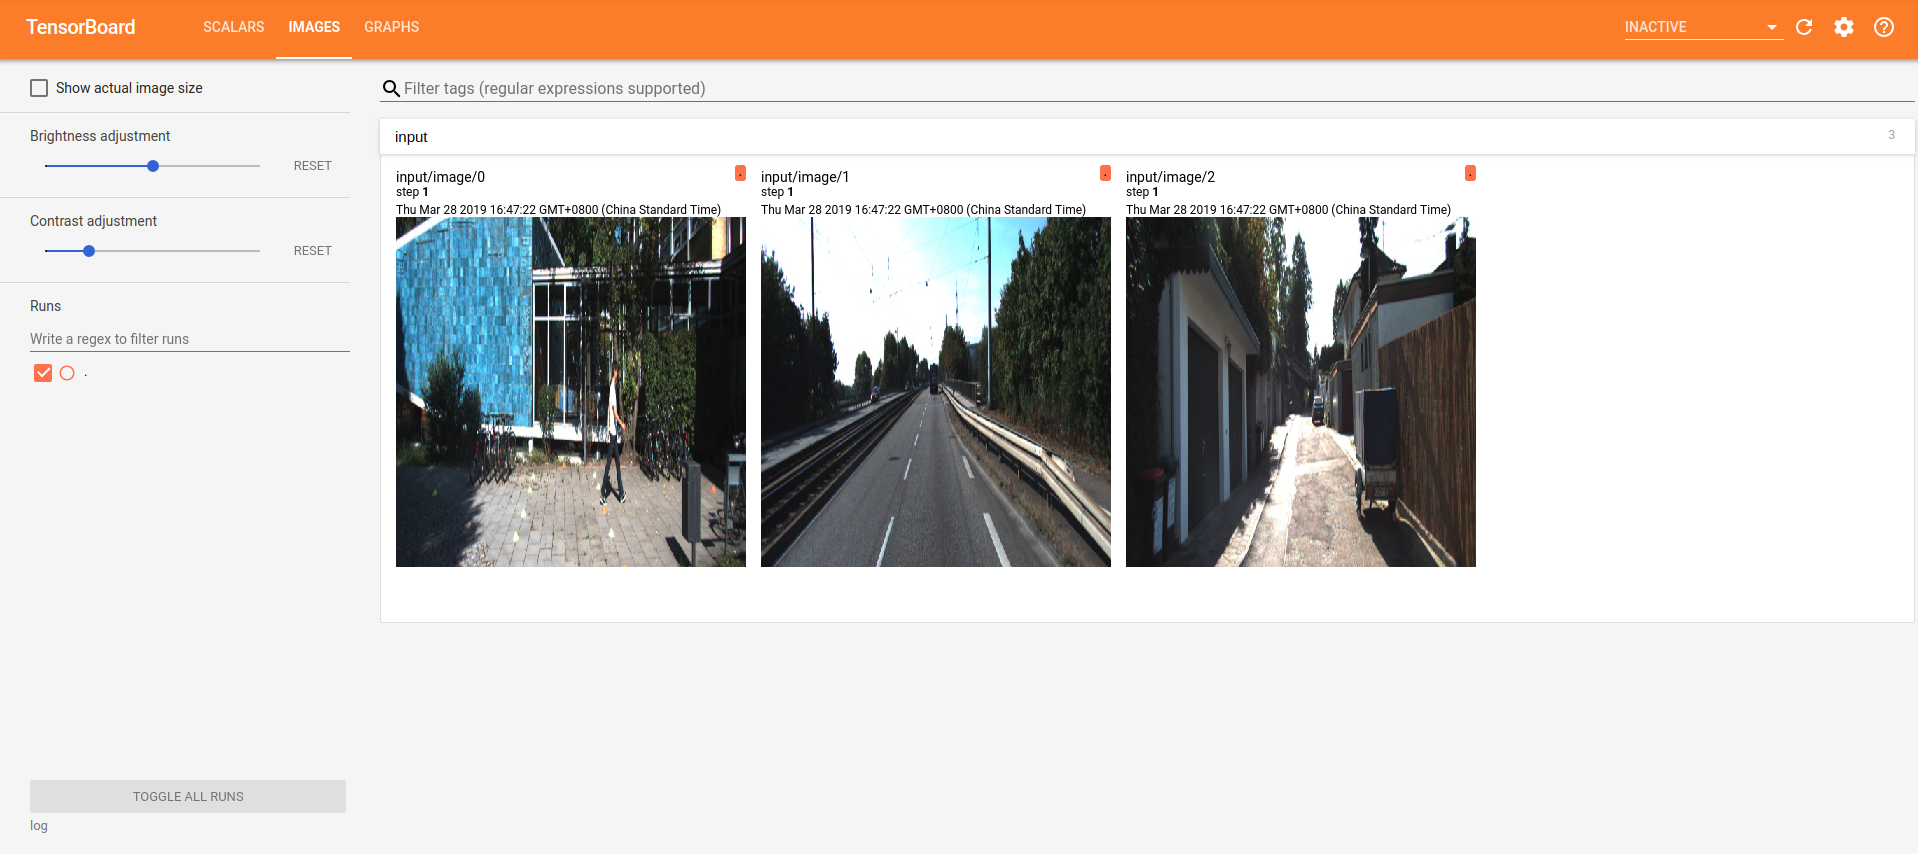 TensorBoard
SCALARS
IMAGES
GRAPHS
INACTIVE
Show actual image size
Brightness adjustment
RESET
Contrast adjustment
RESET
Runs
Write a regex to filter runs
.
TOGGLE ALL RUNS
log
Filter tags (regular expressions supported)
input
3
input/image/0
.
step 1
Thu Mar 28 2019 16:47:22 GMT+0800 (China Standard Time)
input/image/1
.
step 1
Thu Mar 28 2019 16:47:22 GMT+0800 (China Standard Time)
input/image/2
.
step 1
Thu Mar 28 2019 16:47:22 GMT+0800 (China Standard Time)